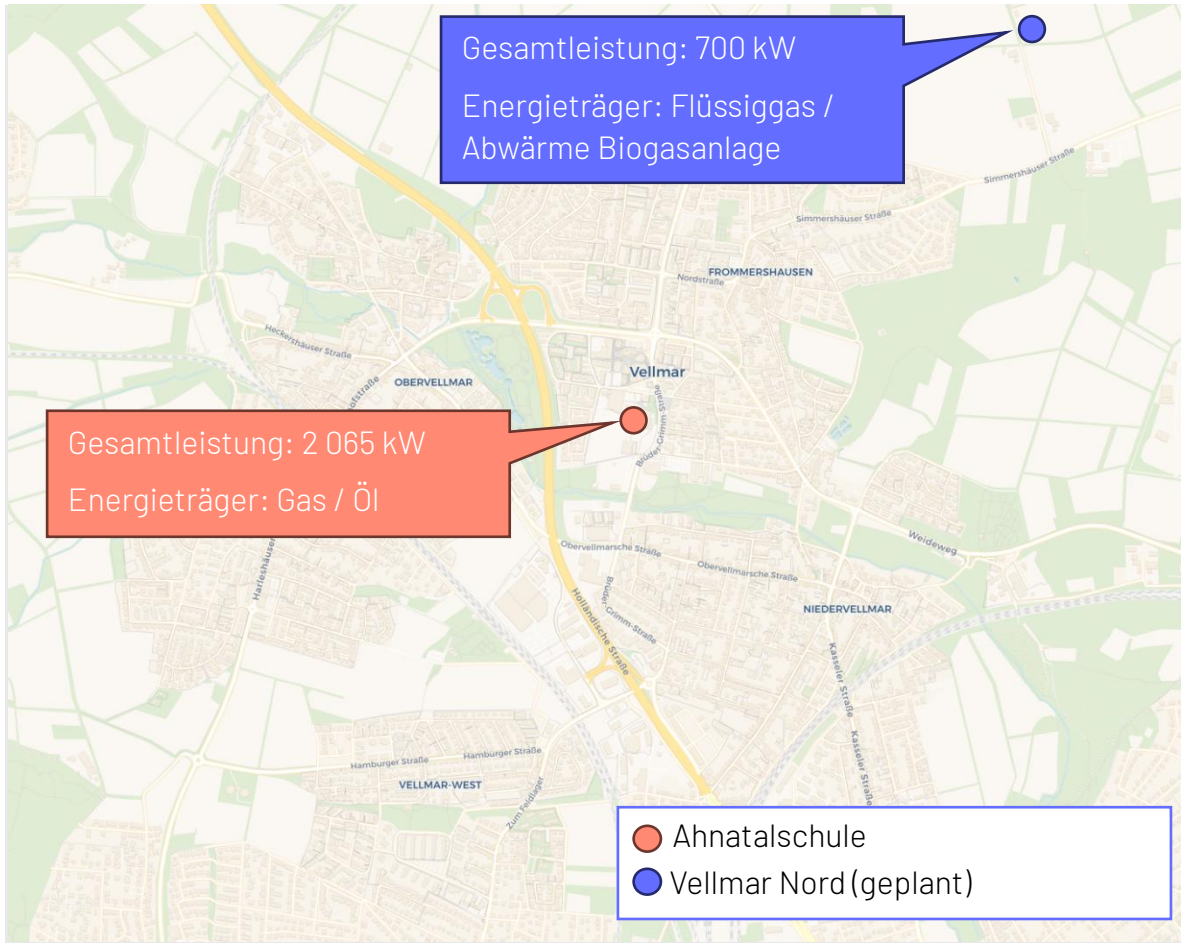 Gesamtleistung: 700 kW
Energieträger: Flüssiggas /
Abwärme Biogasanlage
Simmershäuser Straße
Simmershäuser Straße
FROMMERSHAUSEN
Nordstraße
Heckershäuser Straße
Vellmar
OBERVELLMAR
Brüder-Grimm-Straße
Gesamtleistung: 2 065 kW
Energieträger: Gas / Öl
Weideweg
Obervellmarsche Straße
Obervellmarsche Straße
Brüder-Grimm-Straße
Holländische Straße
NIEDERVELLMAR
Kasseler Straße
Kasseler Straße
Hamburger Straße
Hamburger Straße
VELLMAR-WEST
Zum Feldlager
Ahnatalschule
Vellmar Nord (geplant)